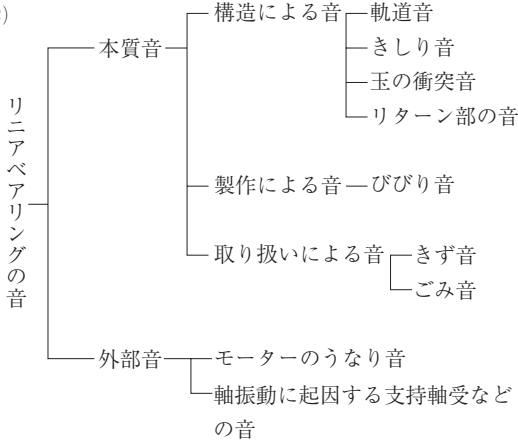 リニアベアリングの音
本質音
構造による音
軌道音
きしり音
玉の衝突音
リターン部の音
製作による音
びびり音
取り扱いによる音
きず音
ごみ音
外部音
モーターのうなり音
軸振動に起因する支持軸受など
の音